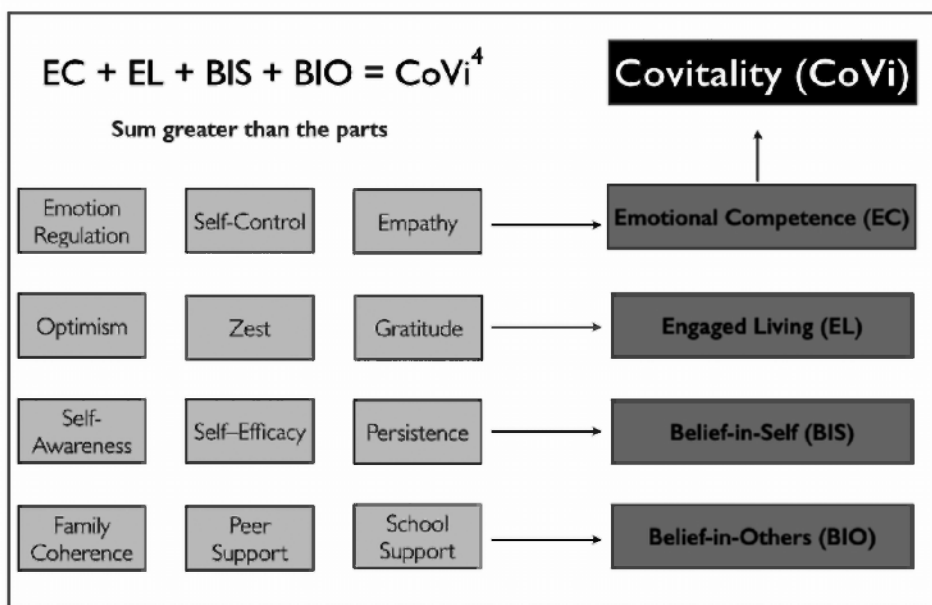 EC + EL + BIS + BIO = CoVi⁴
Sum greater than the parts
Covitality (CoVi)
Emotion
Regulation
Self-Control
Empathy
Emotional Competence (EC)
Optimism
Zest
Gratitude
Engaged Living (EL)
Self-
Awareness
Self–Efficacy
Persistence
Belief-in-Self (BIS)
Family
Coherence
Peer
Support
School
Support
Belief-in-Others (BIO)